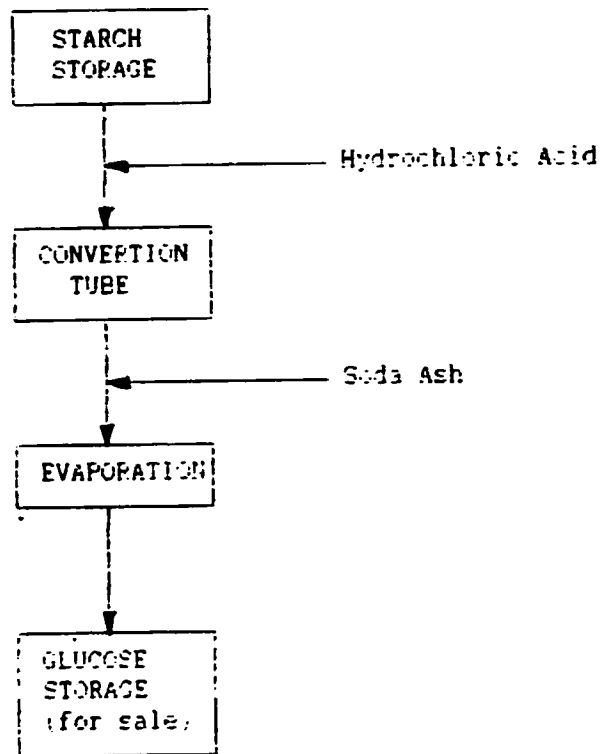 STARCH
STORAGE
Hydrochloric Acid
CONVERTION
TUBE
Soda Ash
EVAPORATION
GLUCOSE
STORAGE
(for sale)